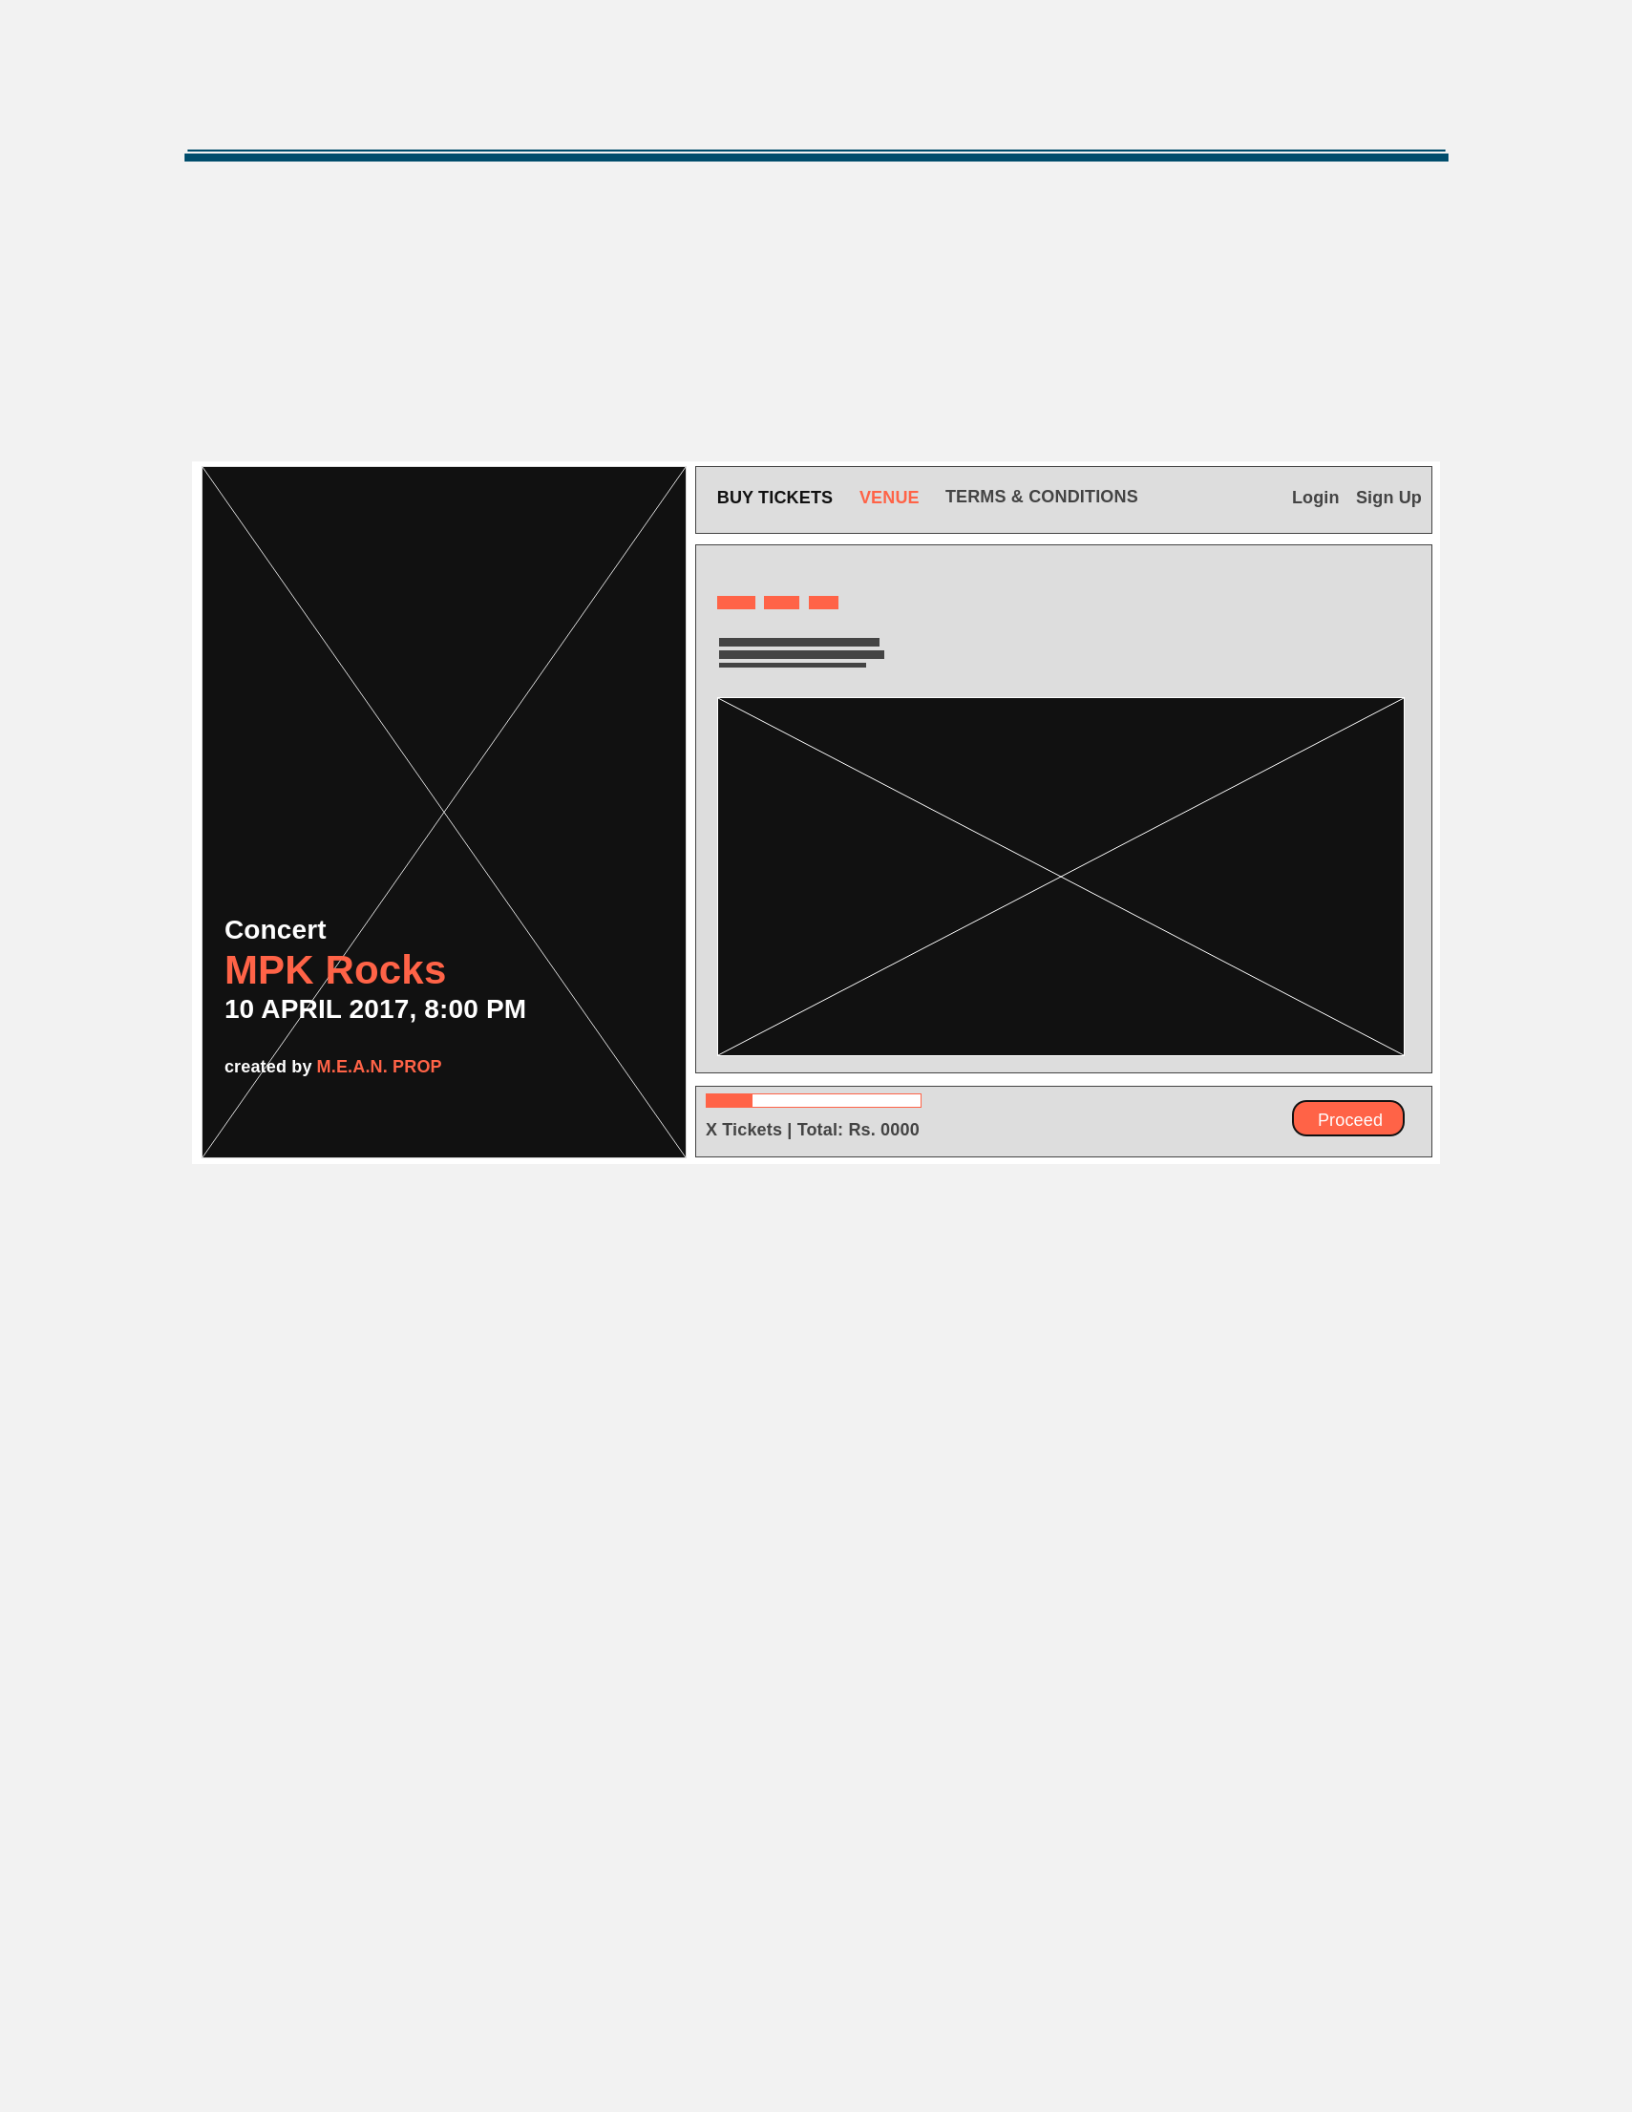 BUY TICKETS VENUE TERMS & CONDITIONS Login Sign Up
Concert
MPK Rocks
10 APRIL 2017, 8:00 PM
created by M.E.A.N. PROP
X Tickets | Total: Rs. 0000
Proceed